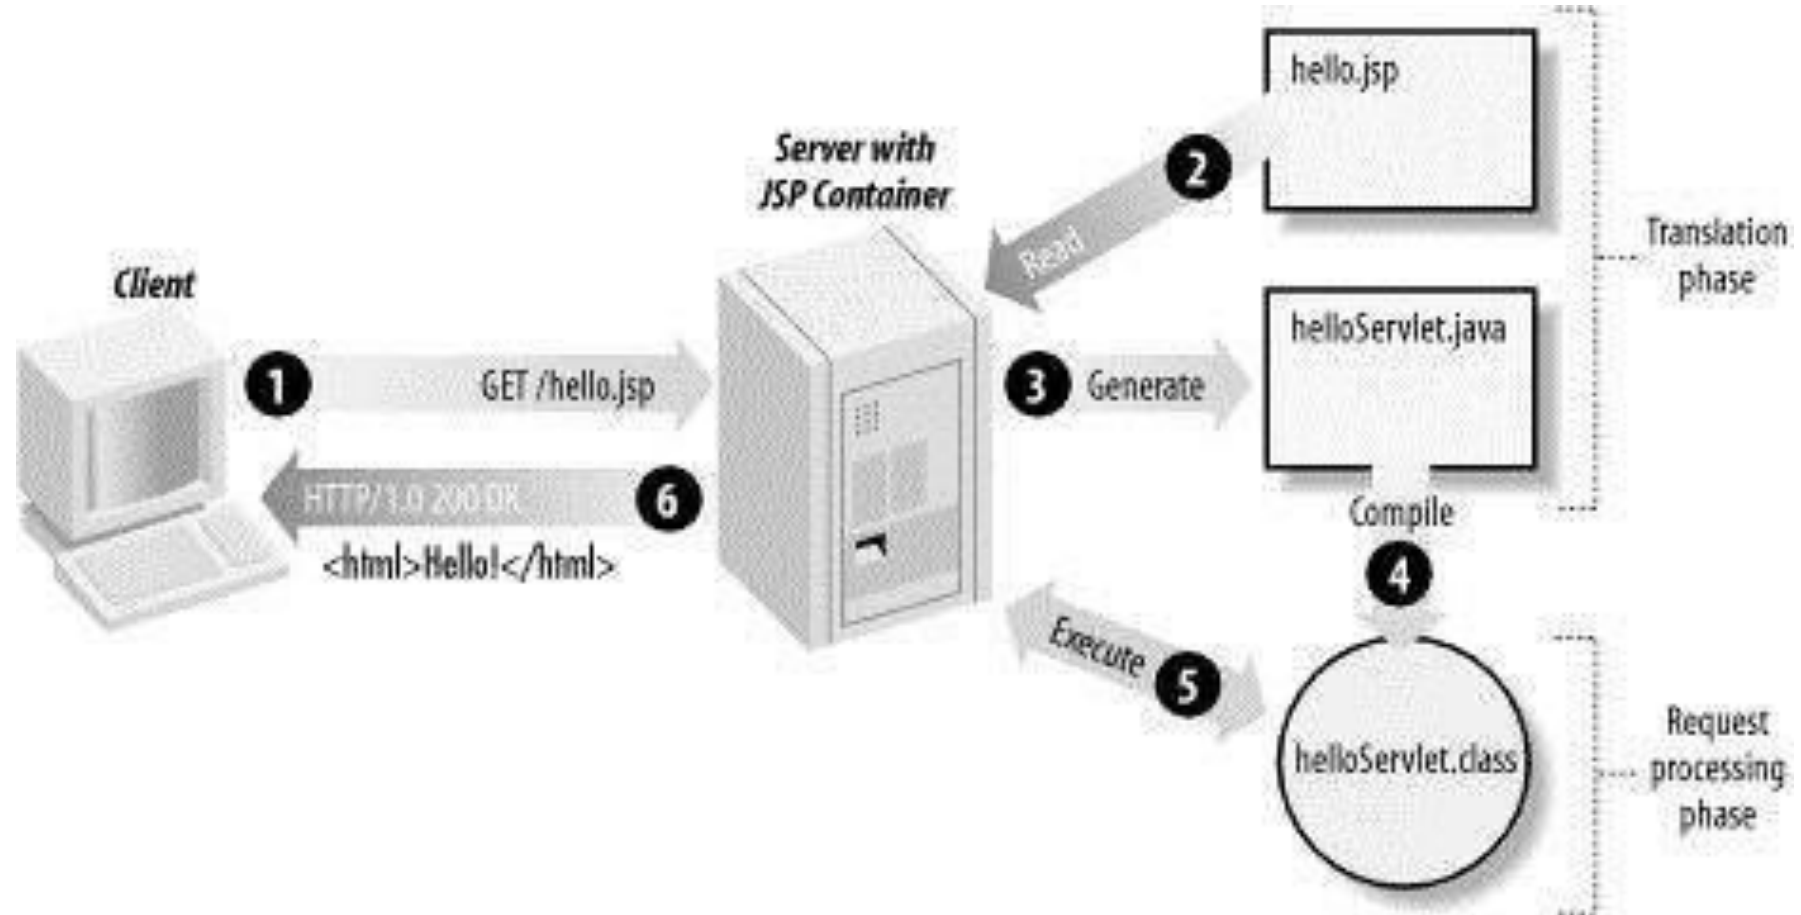 hello.jsp
Server with
JSP Container
2
Read
Translation
phase
Client
helloServlet.java
1
GET /hello.jsp
3
Generate
HTTP/1.0 200 OK
6
<html>Hello!</html>
Compile
4
Execute
5
helloServlet.class
Request
processing
phase